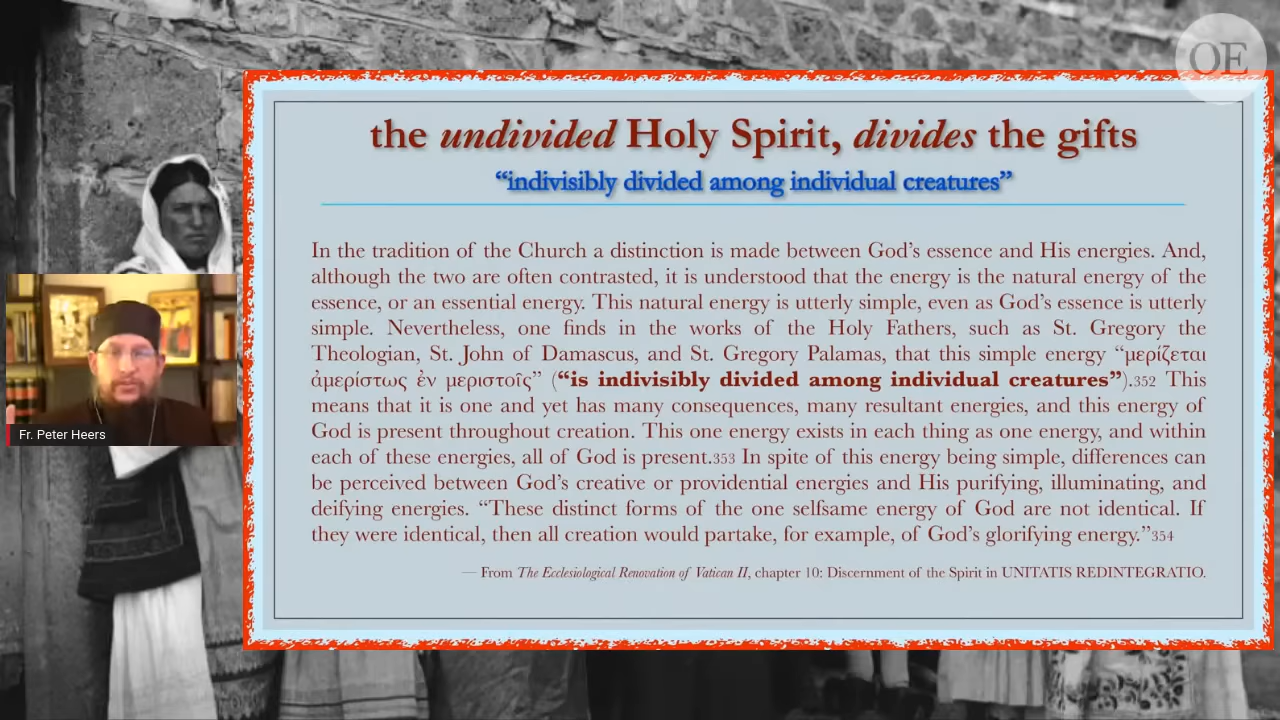 OE
the undivided Holy Spirit, divides the gifts
“indivisibly divided among individual creatures”
In the tradition of the Church a distinction is made between God’s essence and His energies. And,
although the two are often contrasted, it is understood that the energy is the natural energy of the
essence, or an essential energy. This natural energy is utterly simple, even as God’s essence is utterly
simple. Nevertheless, one finds in the works of the Holy Fathers, such as St. Gregory the
Theologian, St. John of Damascus, and St. Gregory Palamas, that this simple energy “μερίζεται
ἀμερίστως ἐν μεριστοῖς” (“is indivisibly divided among individual creatures”).352 This
means that it is one and yet has many consequences, many resultant energies, and this energy of
God is present throughout creation. This one energy exists in each thing as one energy, and within
each of these energies, all of God is present.353 In spite of this energy being simple, differences can
be perceived between God’s creative or providential energies and His purifying, illuminating, and
deifying energies. “These distinct forms of the one selfsame energy of God are not identical. If
they were identical, then all creation would partake, for example, of God’s glorifying energy.”354
— From The Ecclesiological Renovation of Vatican II, chapter 10: Discernment of the Spirit in UNITATIS REDINTEGRATIO.
Fr. Peter Heers